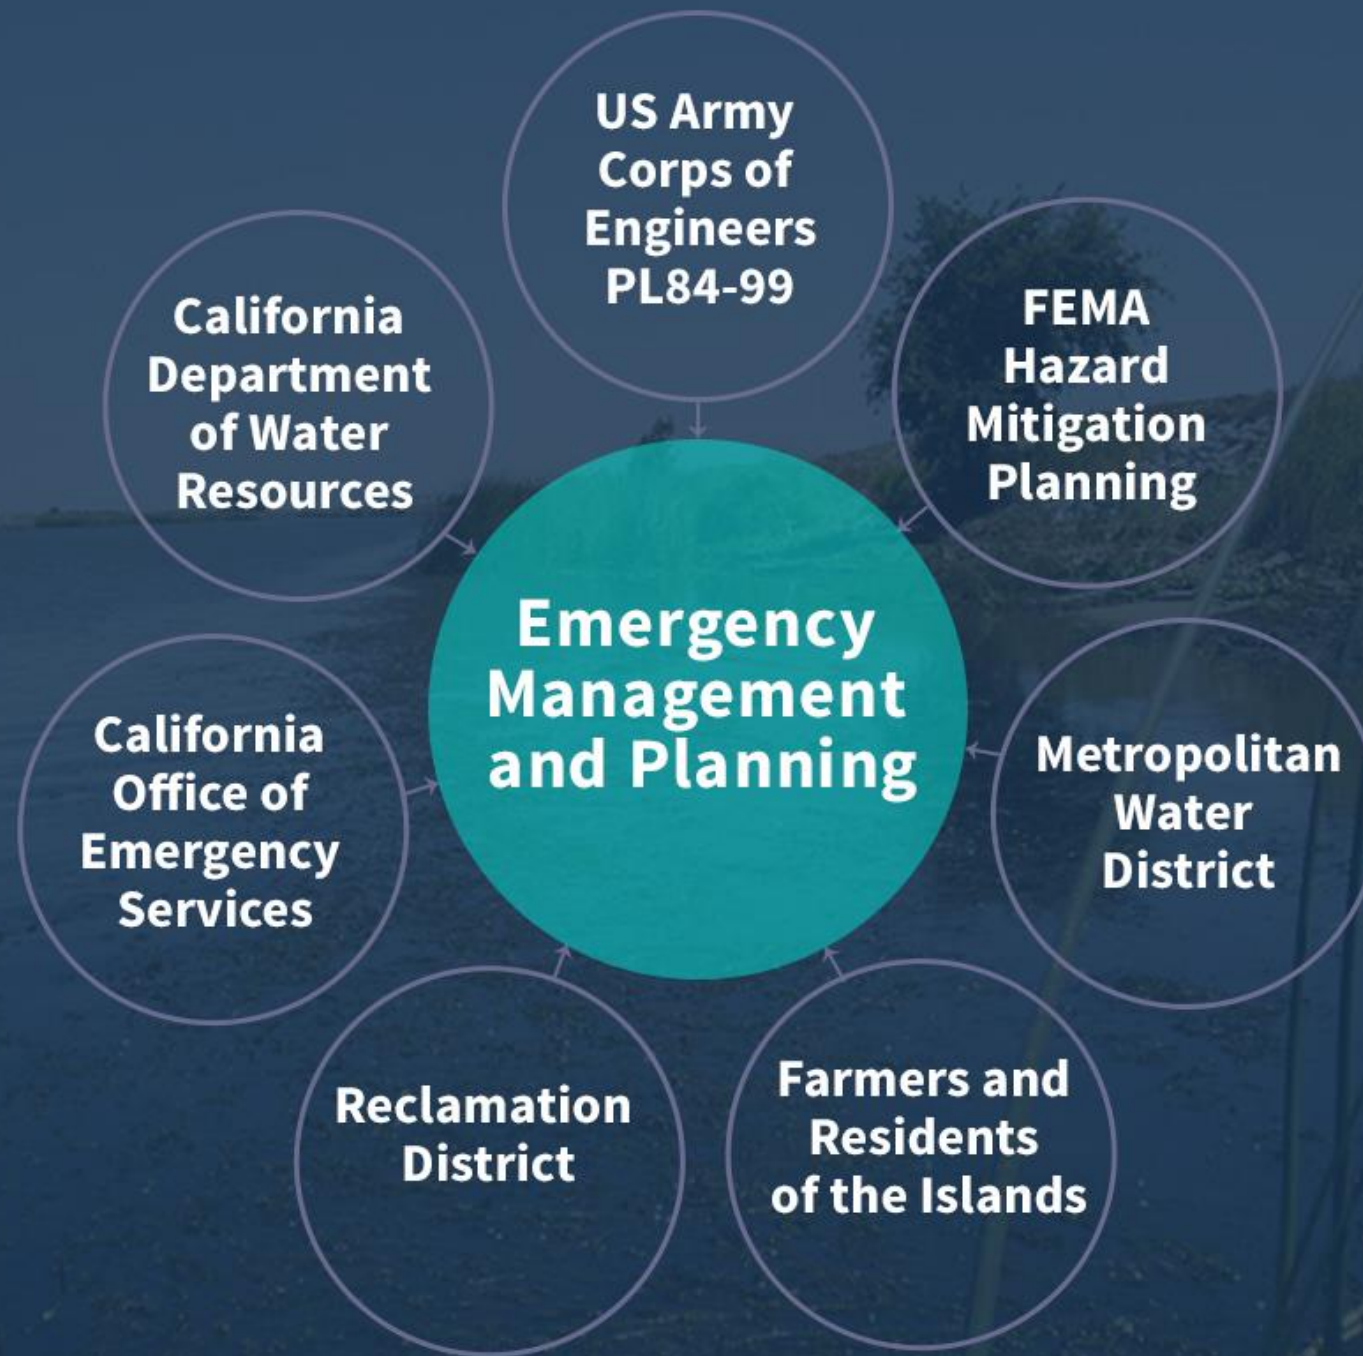 US Army
Corps of
Engineers
PL84-99
California
Department
of Water
Resources
FEMA
Hazard
Mitigation
Planning
Emergency
Management
and Planning
California
Office of
Emergency
Services
Metropolitan
Water
District
Reclamation
District
Farmers and
Residents
of the Islands